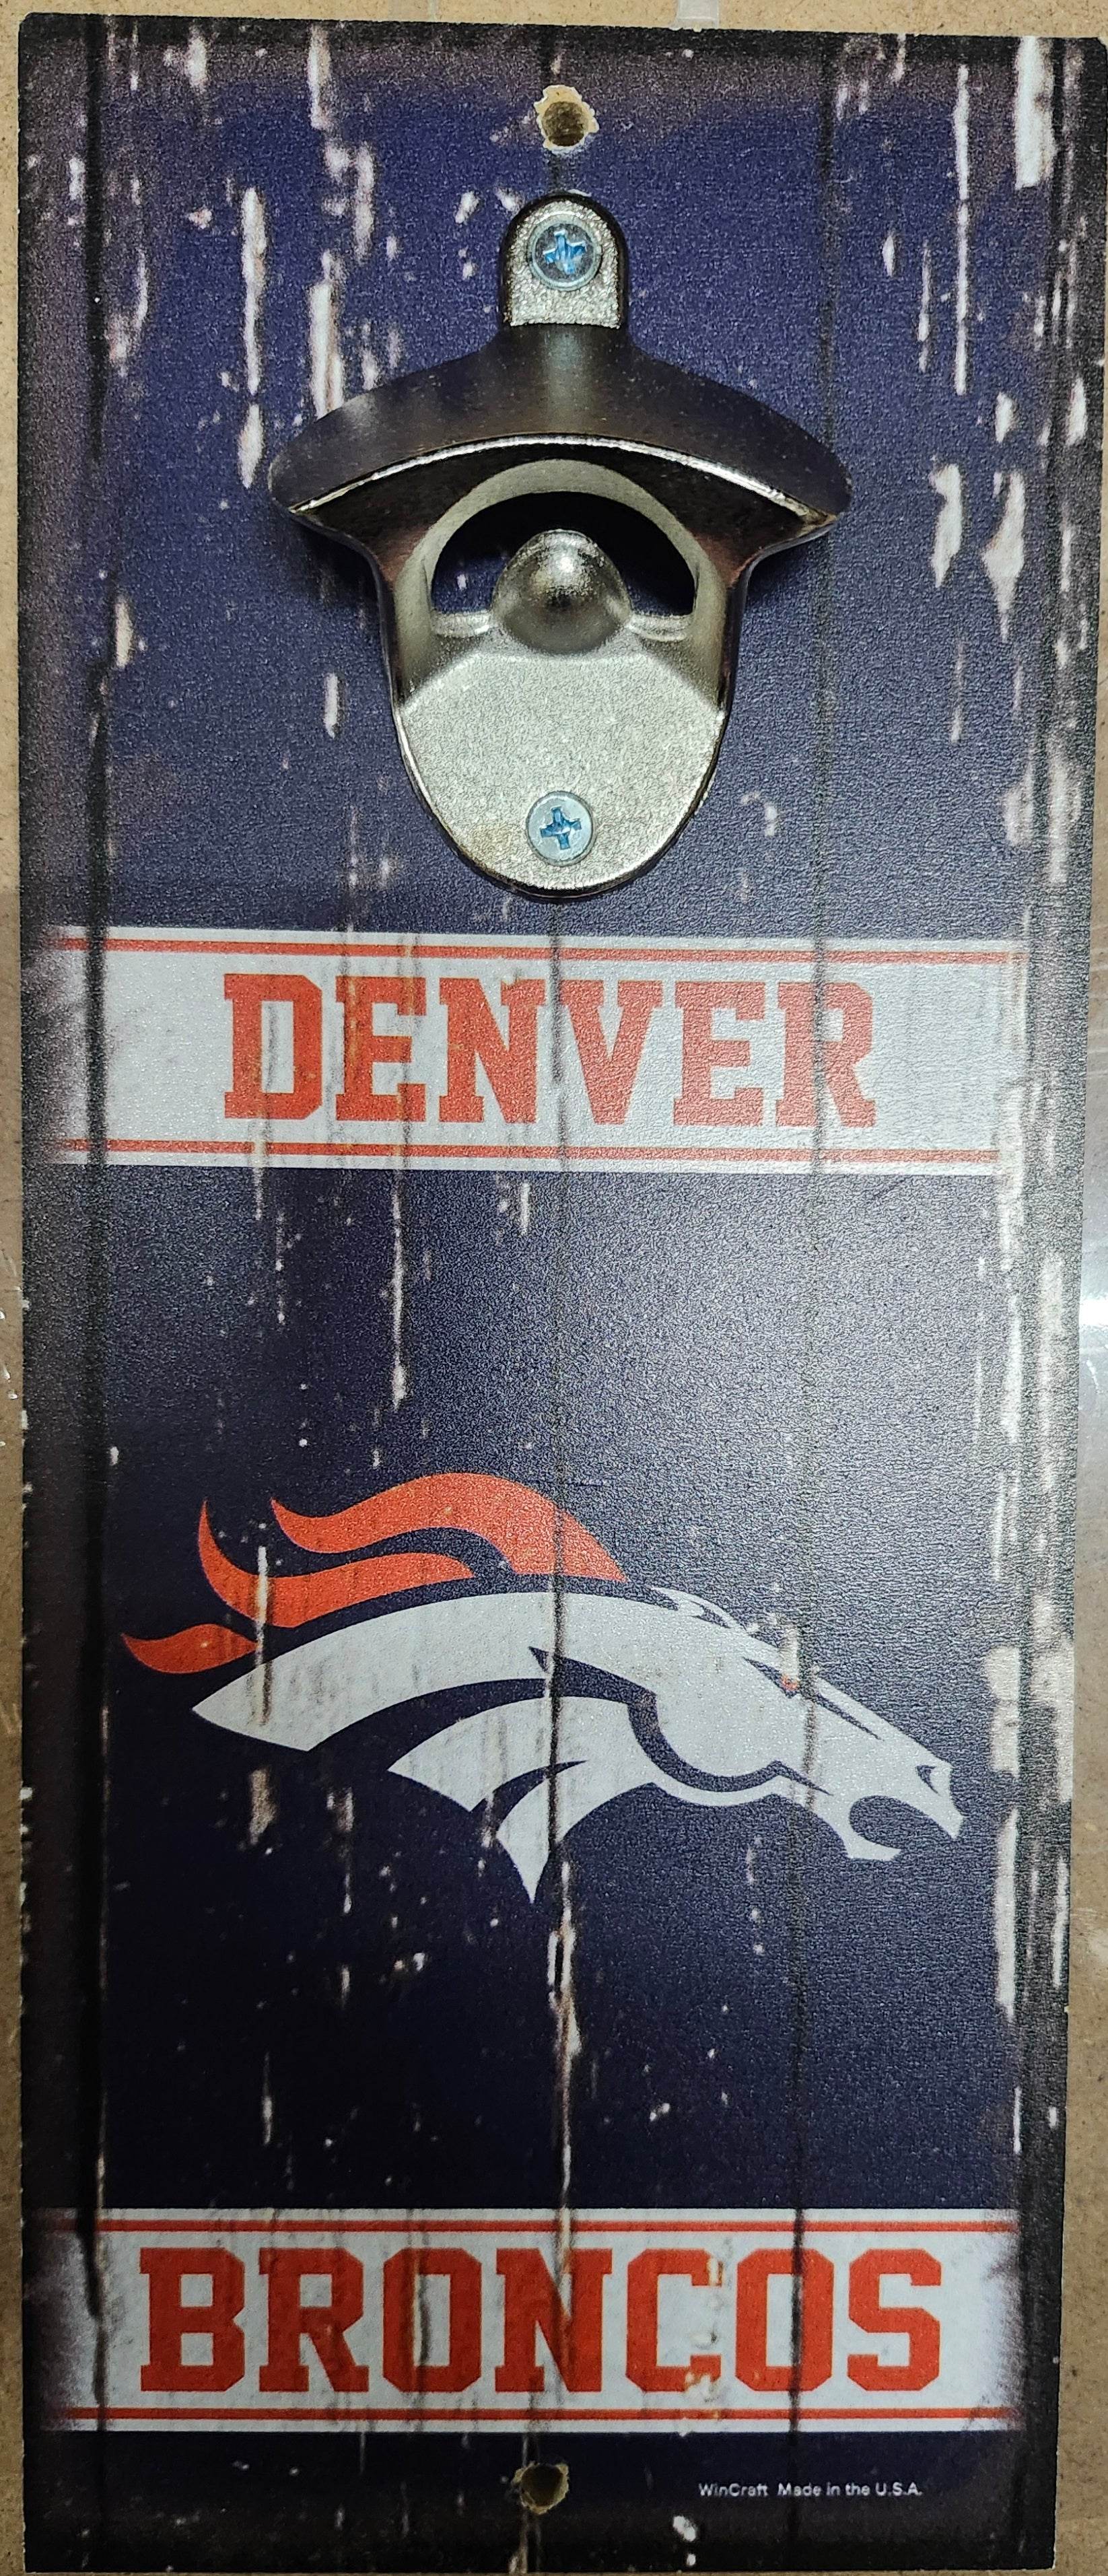 DENVER
BRONCOS
WinCraft Made in the U.S.A.